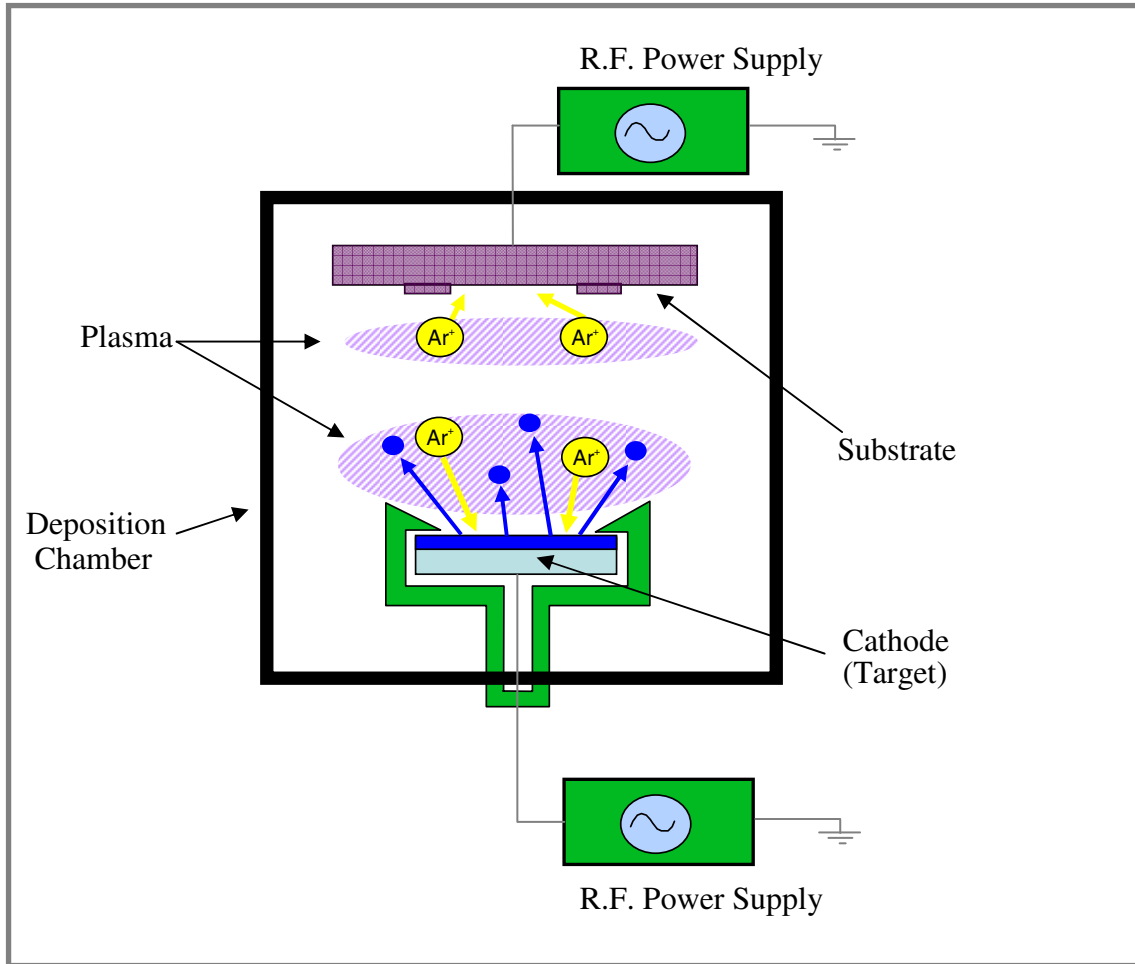 R.F. Power Supply
Ar⁺
Ar⁺
Plasma
Ar⁺
Ar⁺
Substrate
Deposition
Chamber
Cathode
(Target)
R.F. Power Supply